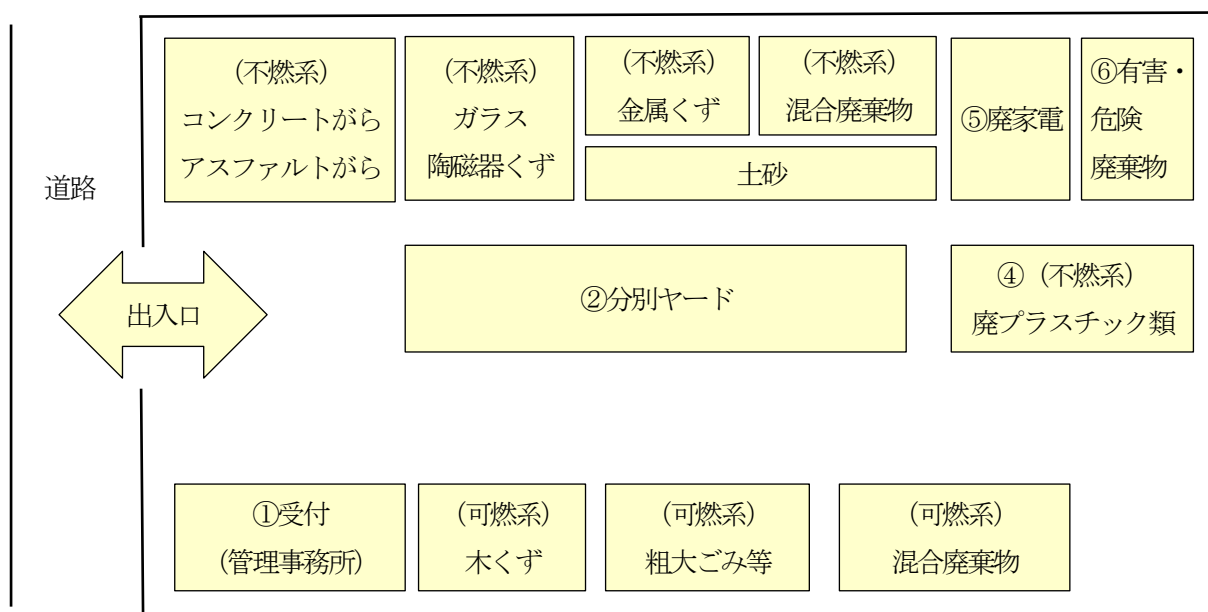 (不燃系)
コンクリートがら
アスファルトがら
(不燃系)
ガラス
陶磁器くず
(不燃系)
金属くず
(不燃系)
混合廃棄物
土砂
⑤廃家電
⑥有害・
危険
廃棄物
道路
出入口
②分別ヤード
④（不燃系）
廃プラスチック類
①受付
(管理事務所)
(可燃系)
木くず
(可燃系)
粗大ごみ等
(可燃系)
混合廃棄物